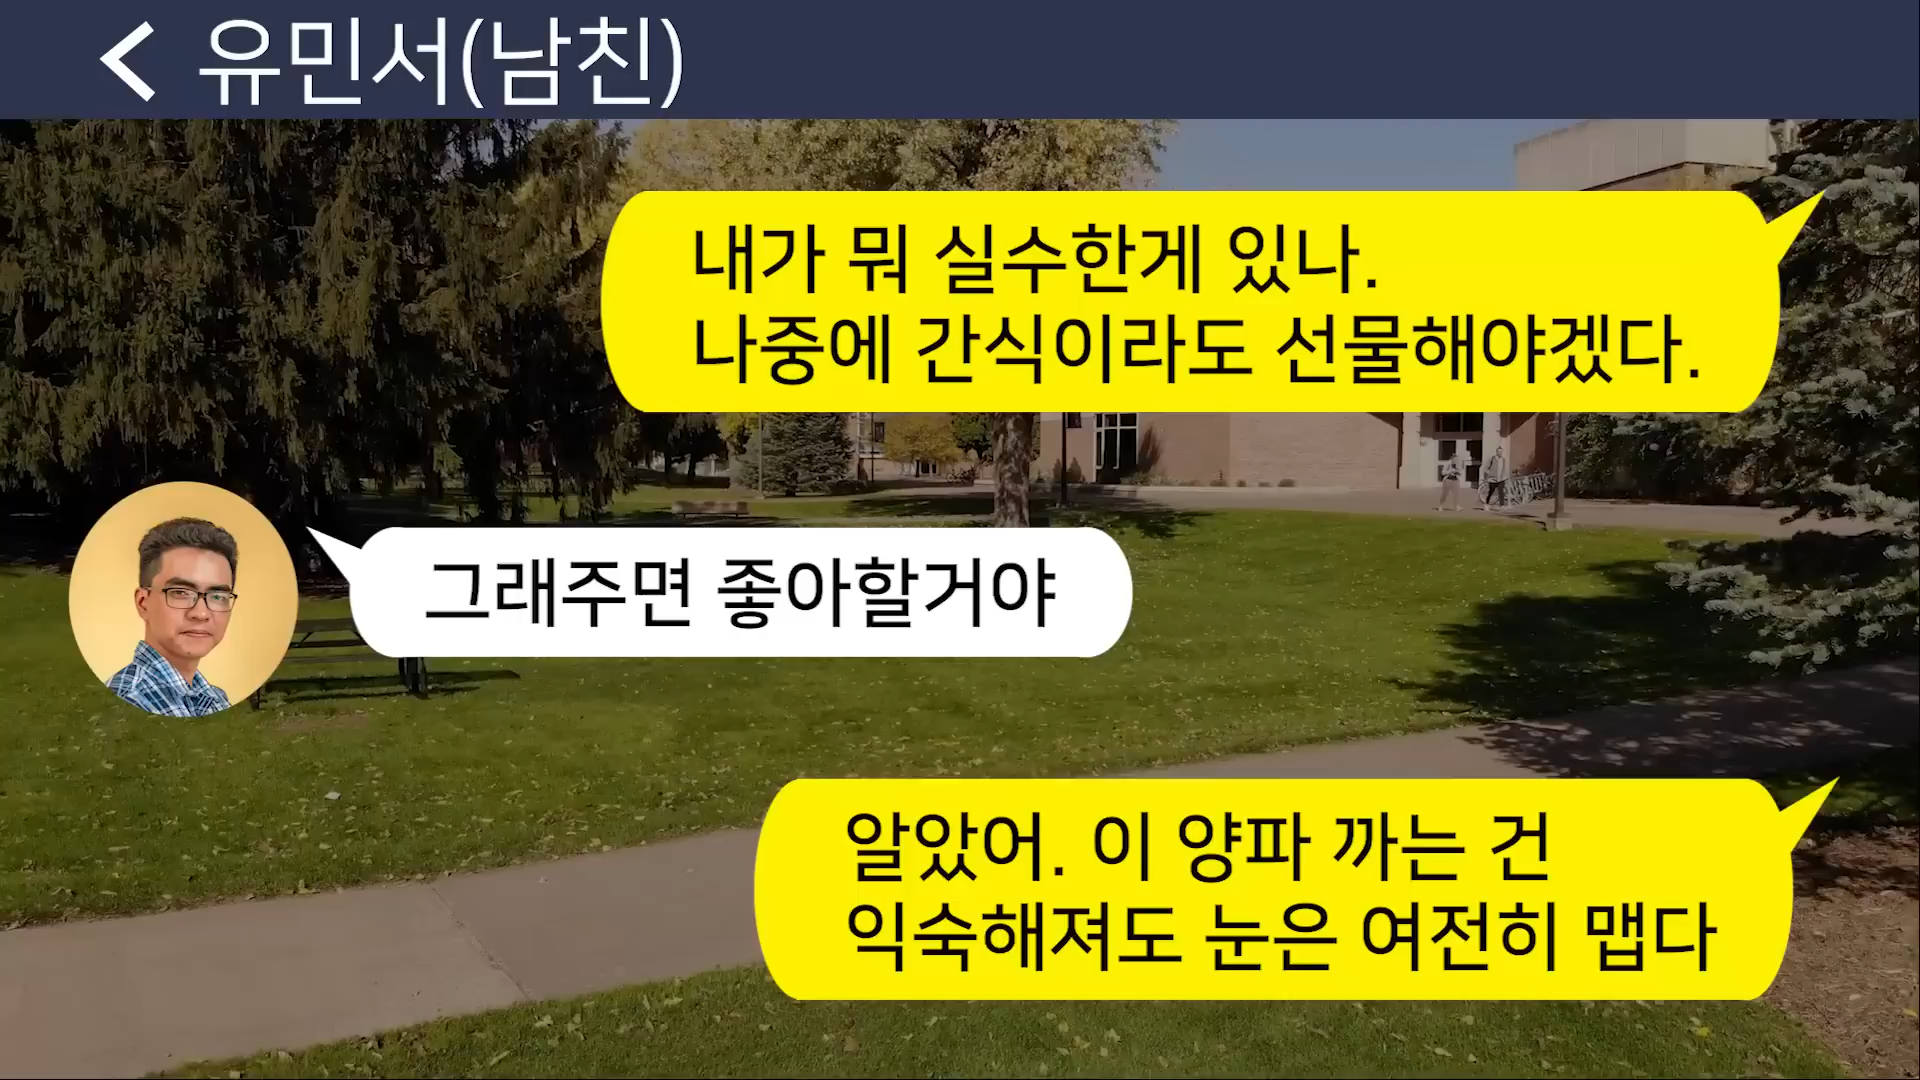 유민서(남친)
내가 뭐 실수한게 있나.
나중에 간식이라도 선물해야겠다.
그래주면 좋아할거야
알았어. 이 양파 까는 건
익숙해져도 눈은 여전히 맵다